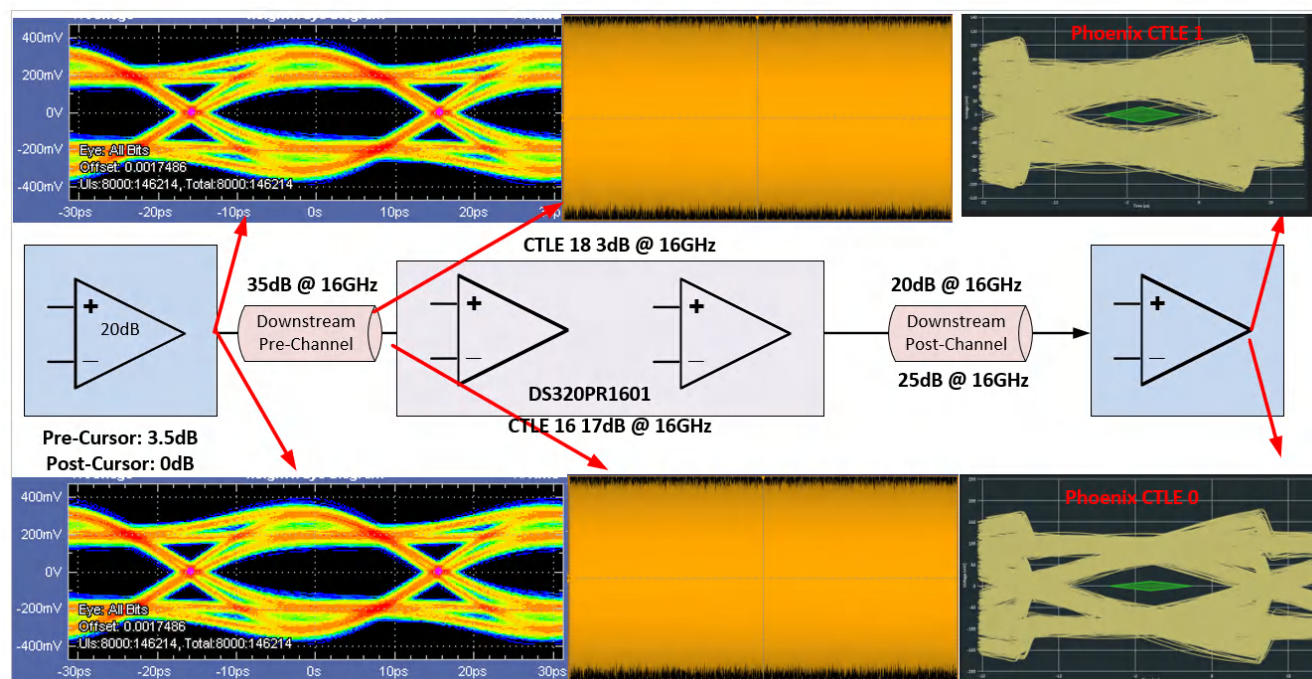 400mV
200mV
0V
-200mV
-400mV
Eye: All Bits
Offset: 0.0017486
UIs:8000:146214, Total:8000:146214
-30ps -20ps -10ps 0s 10ps 20ps
Phoenix CTLE 1
CTLE 18 3dB @ 16GHz
35dB @ 16GHz
20dB @ 16GHz
+
20dB
Downstream
Pre-Channel
+
Downstream
Post-Channel
+
DS320PR1601
25dB @ 16GHz
CTLE 16 17dB @ 16GHz
Pre-Cursor: 3.5dB
Post-Cursor: 0dB
400mV
200mV
0V
-200mV
-400mV
Eye: All Bits
Offset: 0.0017486
UIs:8000:146214, Total:8000:146214
-30ps -20ps -10ps 0s 10ps 20ps 30ps
Phoenix CTLE 0